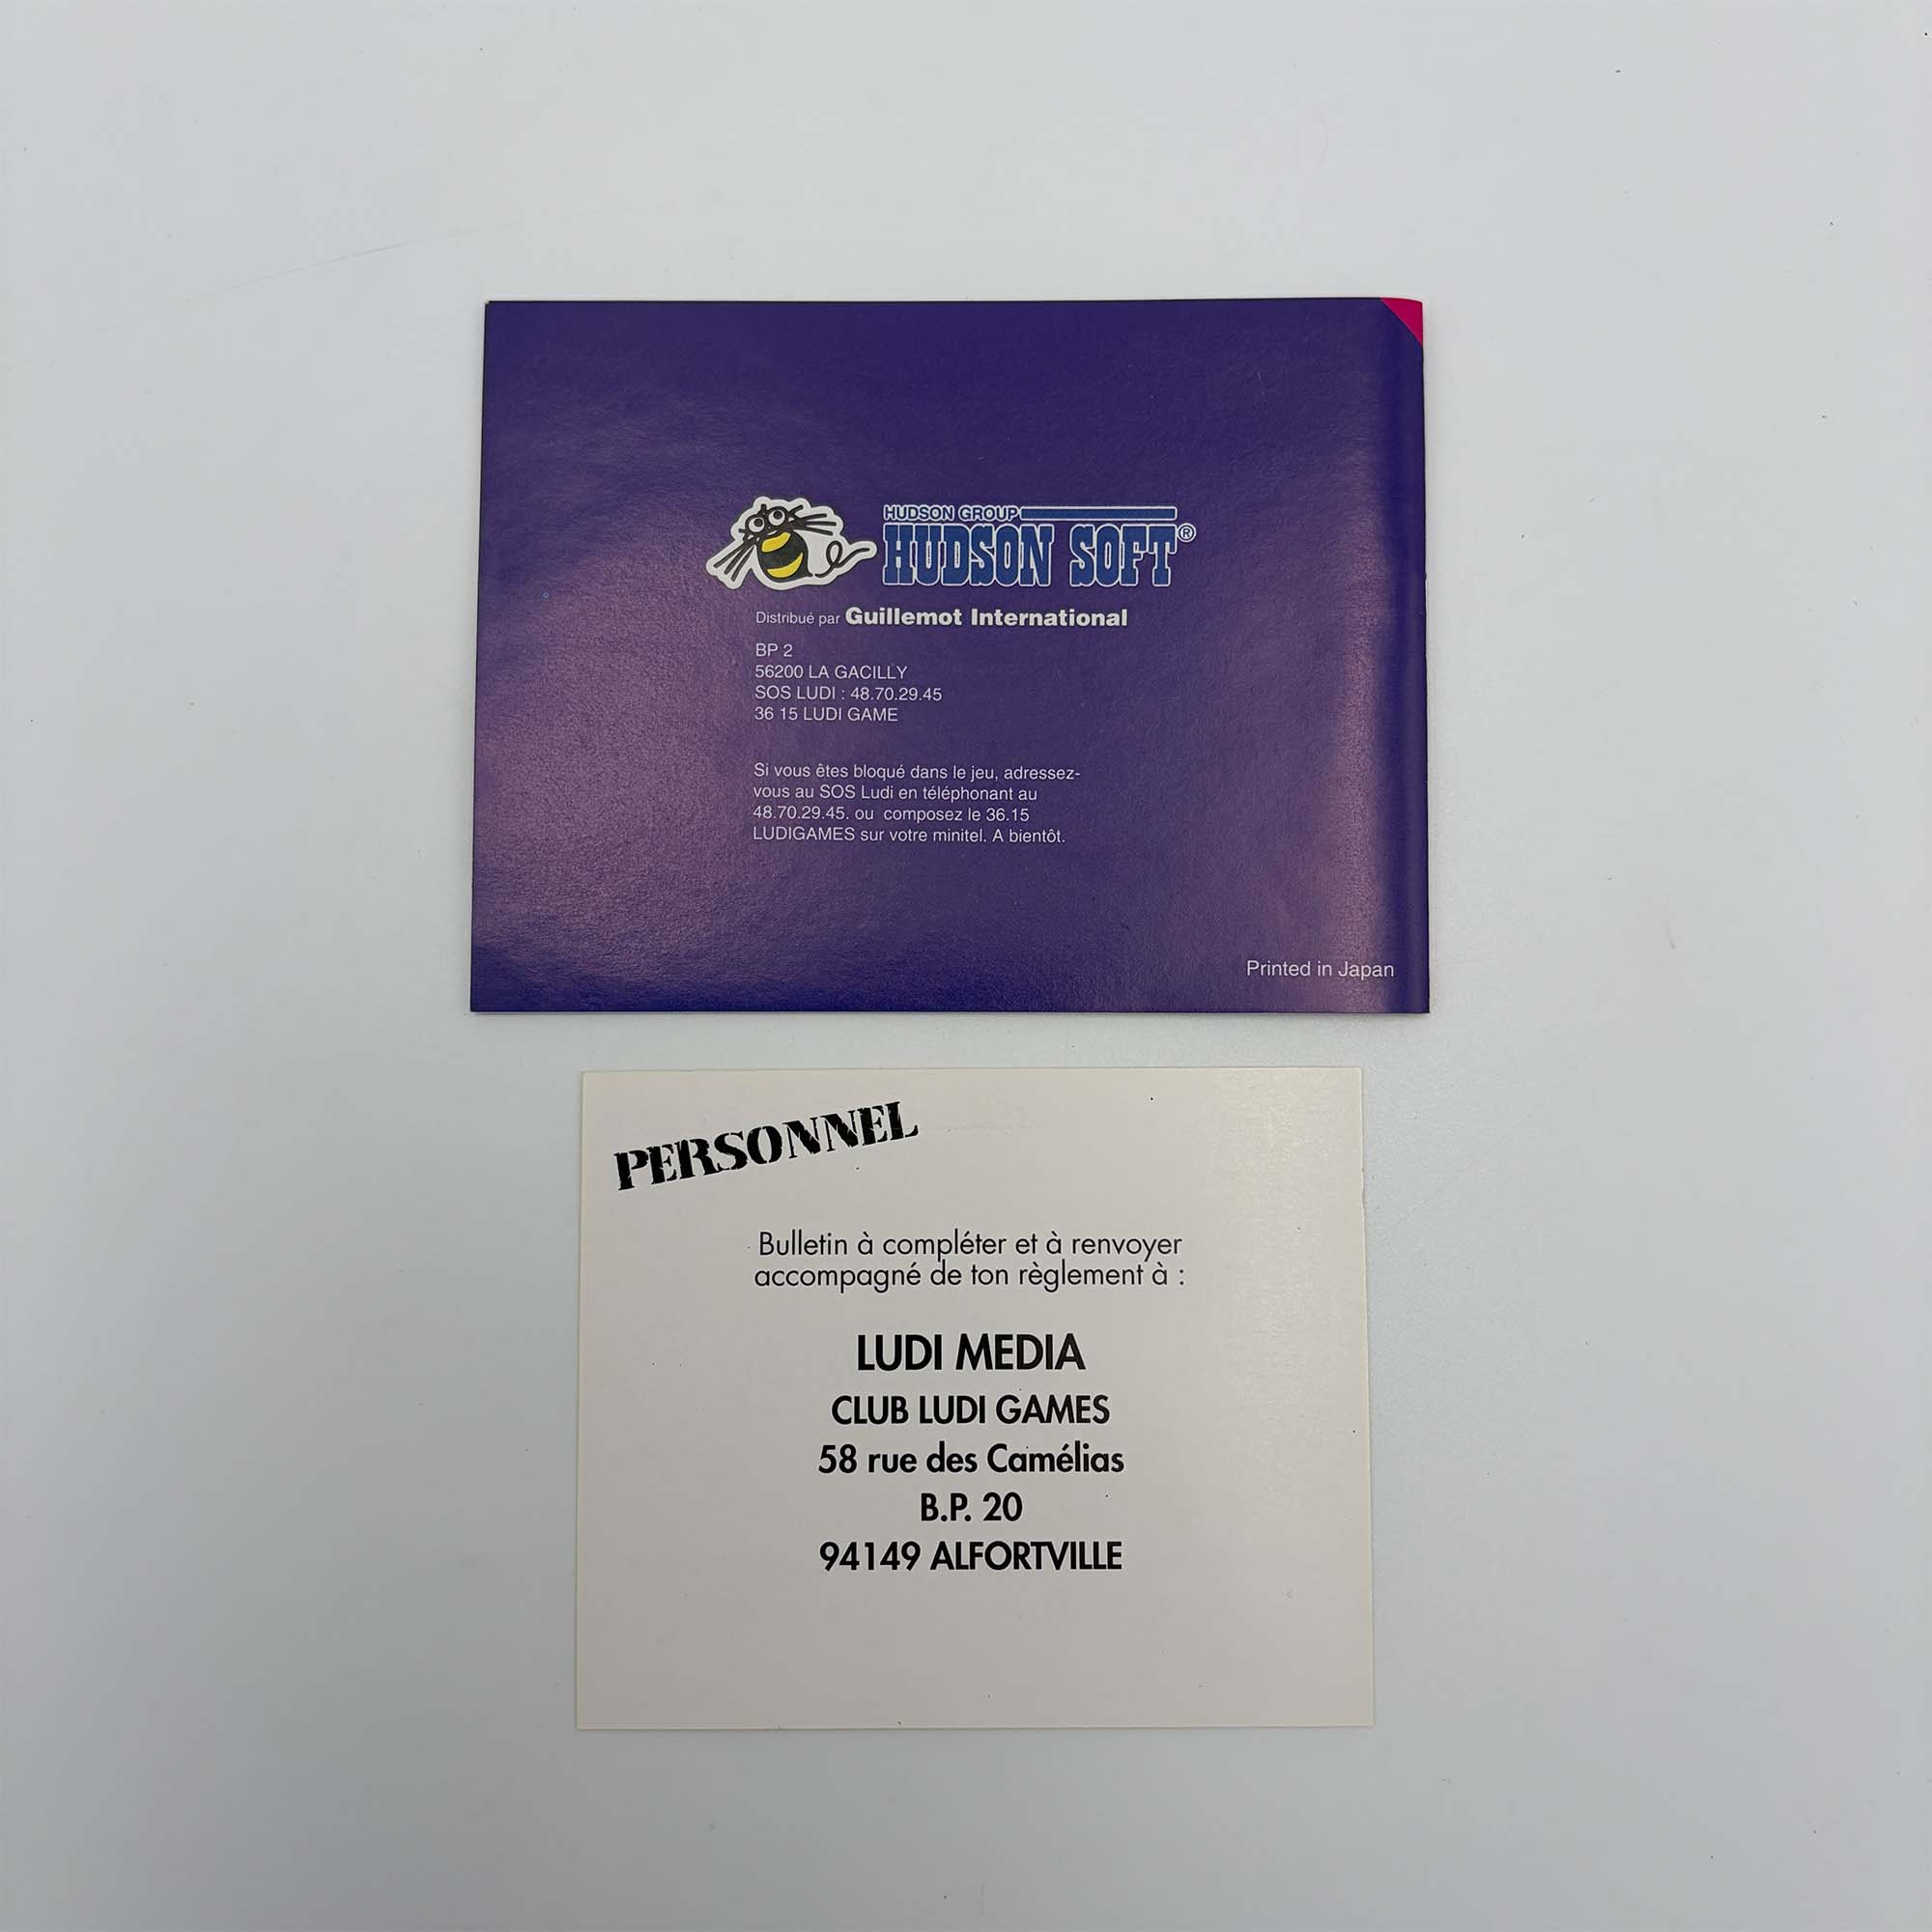 HUDSON GROUP
HUDSON SOFT®
Distribué par Guillemot International
BP 2
56200 LA GACILLY
SOS LUDI : 48.70.29.45
36 15 LUDI GAME
Si vous êtes bloqué dans le jeu, adressez-
vous au SOS Ludi en téléphonant au
48.70.29.45. ou composez le 36.15
LUDIGAMES sur votre minitel. A bientôt.
Printed in Japan
PERSONNEL
Bulletin à compléter et à renvoyer
accompagné de ton règlement à :
LUDI MEDIA
CLUB LUDI GAMES
58 rue des Camélias
B.P. 20
94149 ALFORTVILLE